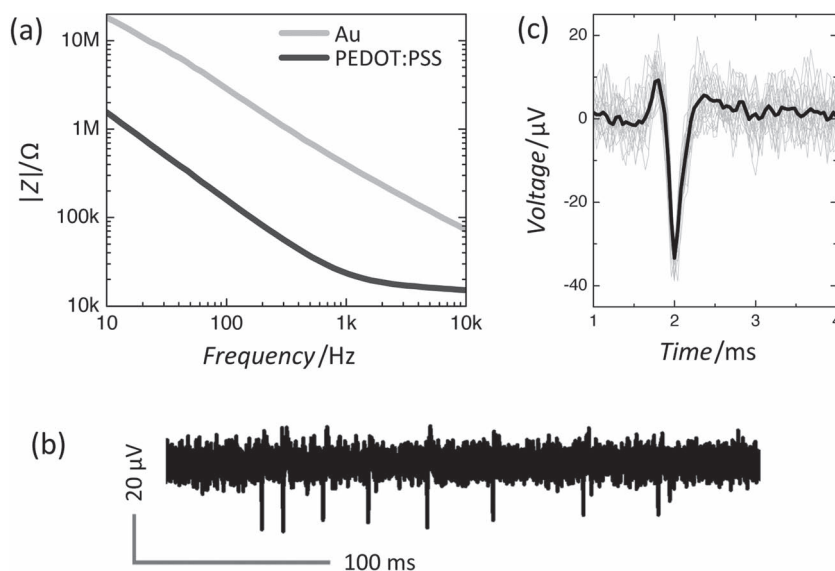 (a)
10M
1M
100k
10k
|Z|/Ω
Au
PEDOT:PSS
10
100
1k
10k
Frequency/Hz
(c)
20
0
-20
-40
Voltage/µV
1
2
3
4
Time/ms
(b)
20 µV
100 ms